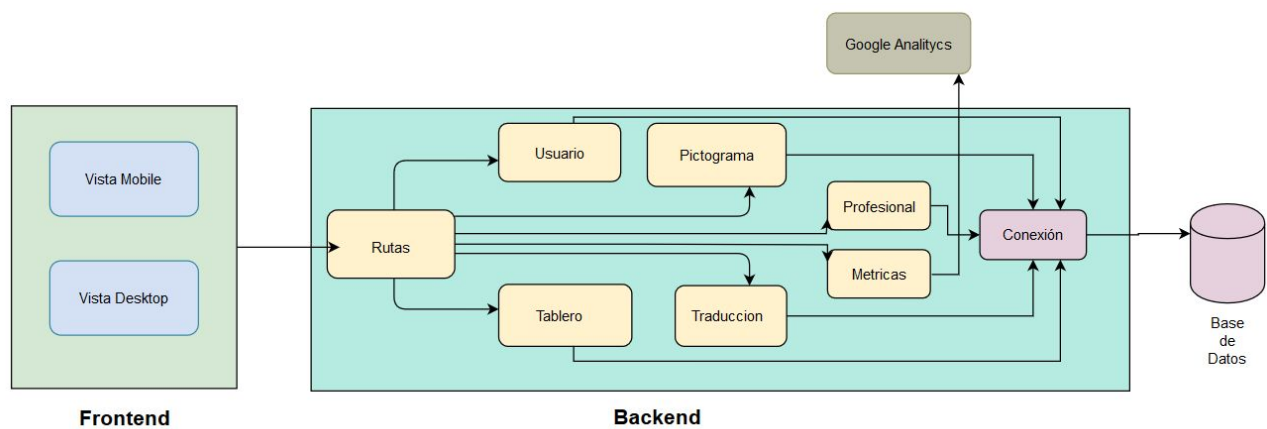 Google Analitycs
Vista Mobile
Vista Desktop
Frontend
Rutas
Usuario
Pictograma
Profesional
Metricas
Tablero
Traduccion
Conexión
Backend
Base
de
Datos